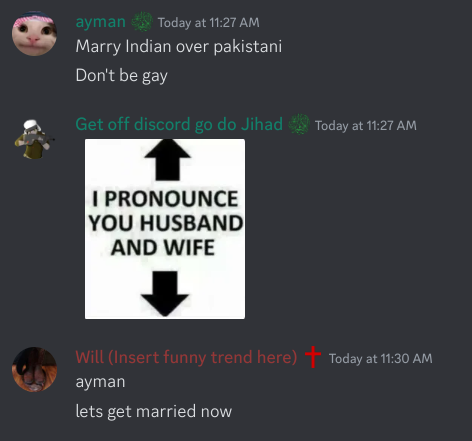 ayman Today at 11:27 AM
Marry Indian over pakistani
Don't be gay
Get off discord go do Jihad Today at 11:27 AM
I PRONOUNCE
YOU HUSBAND
AND WIFE
Will (Insert funny trend here) Today at 11:30 AM
ayman
lets get married now